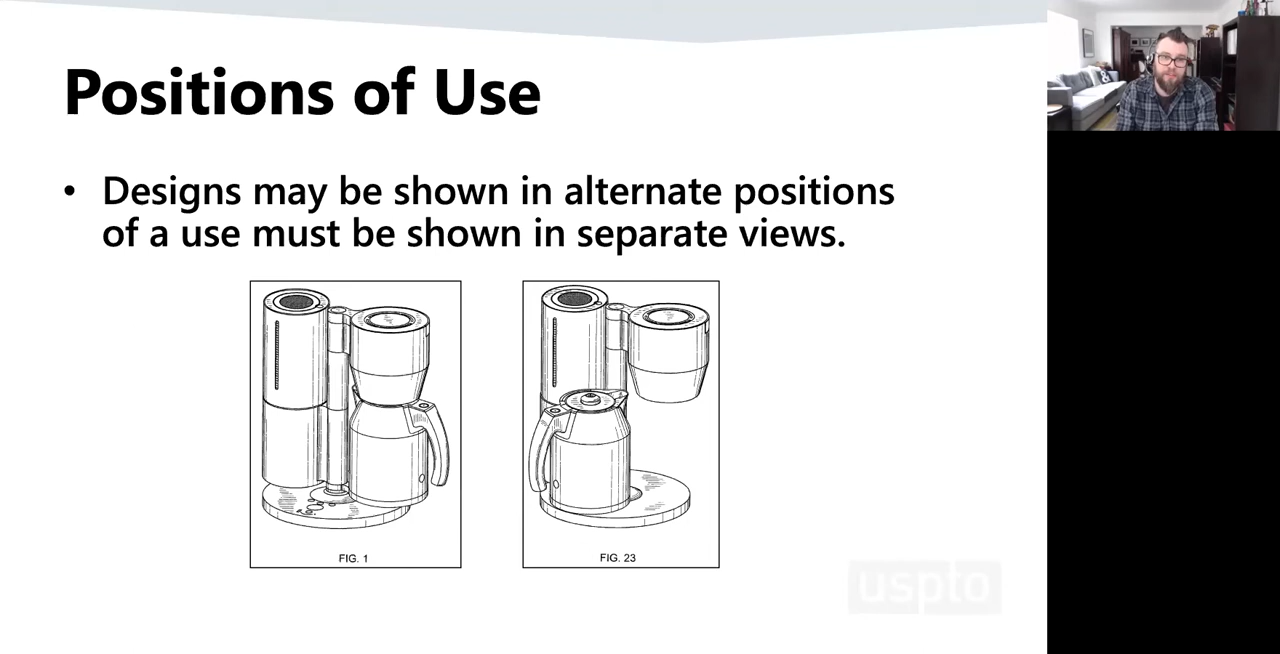 Positions of Use
• Designs may be shown in alternate positions
of a use must be shown in separate views.
FIG. 1
FIG. 23
uspto